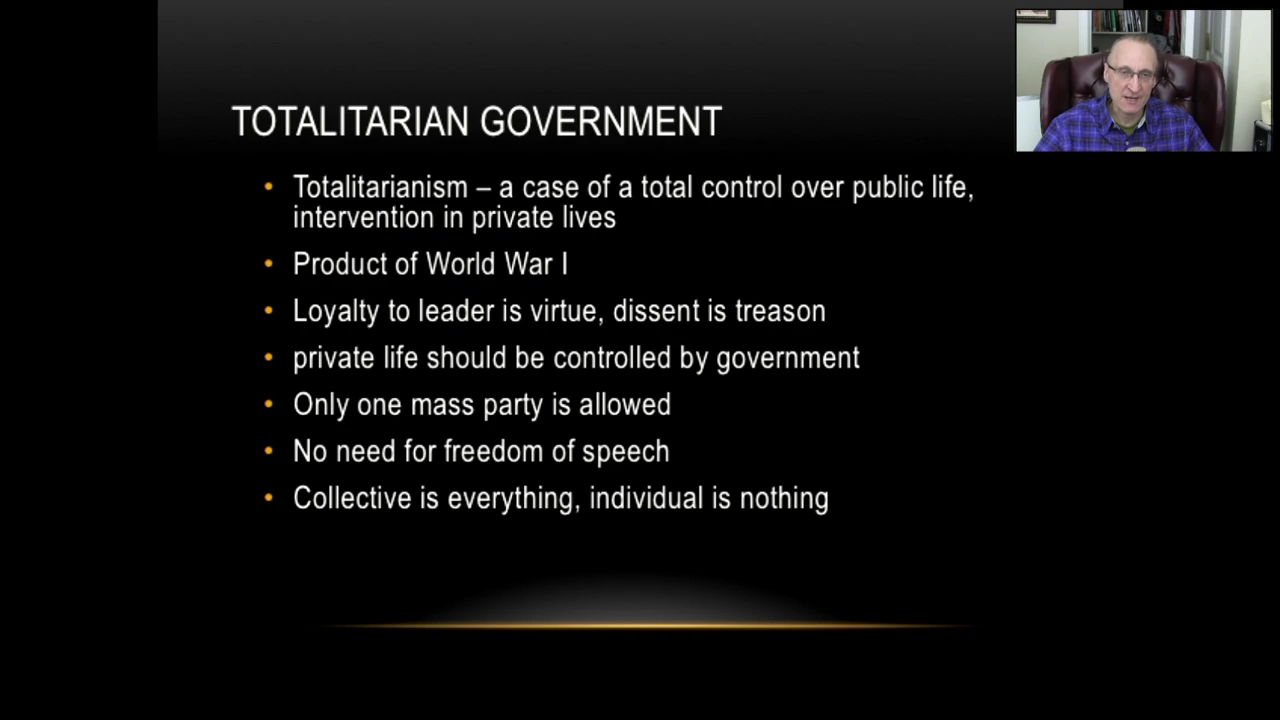 TOTALITARIAN GOVERNMENT
• Totalitarianism – a case of a total control over public life,
intervention in private lives
• Product of World War I
• Loyalty to leader is virtue, dissent is treason
• private life should be controlled by government
• Only one mass party is allowed
• No need for freedom of speech
• Collective is everything, individual is nothing